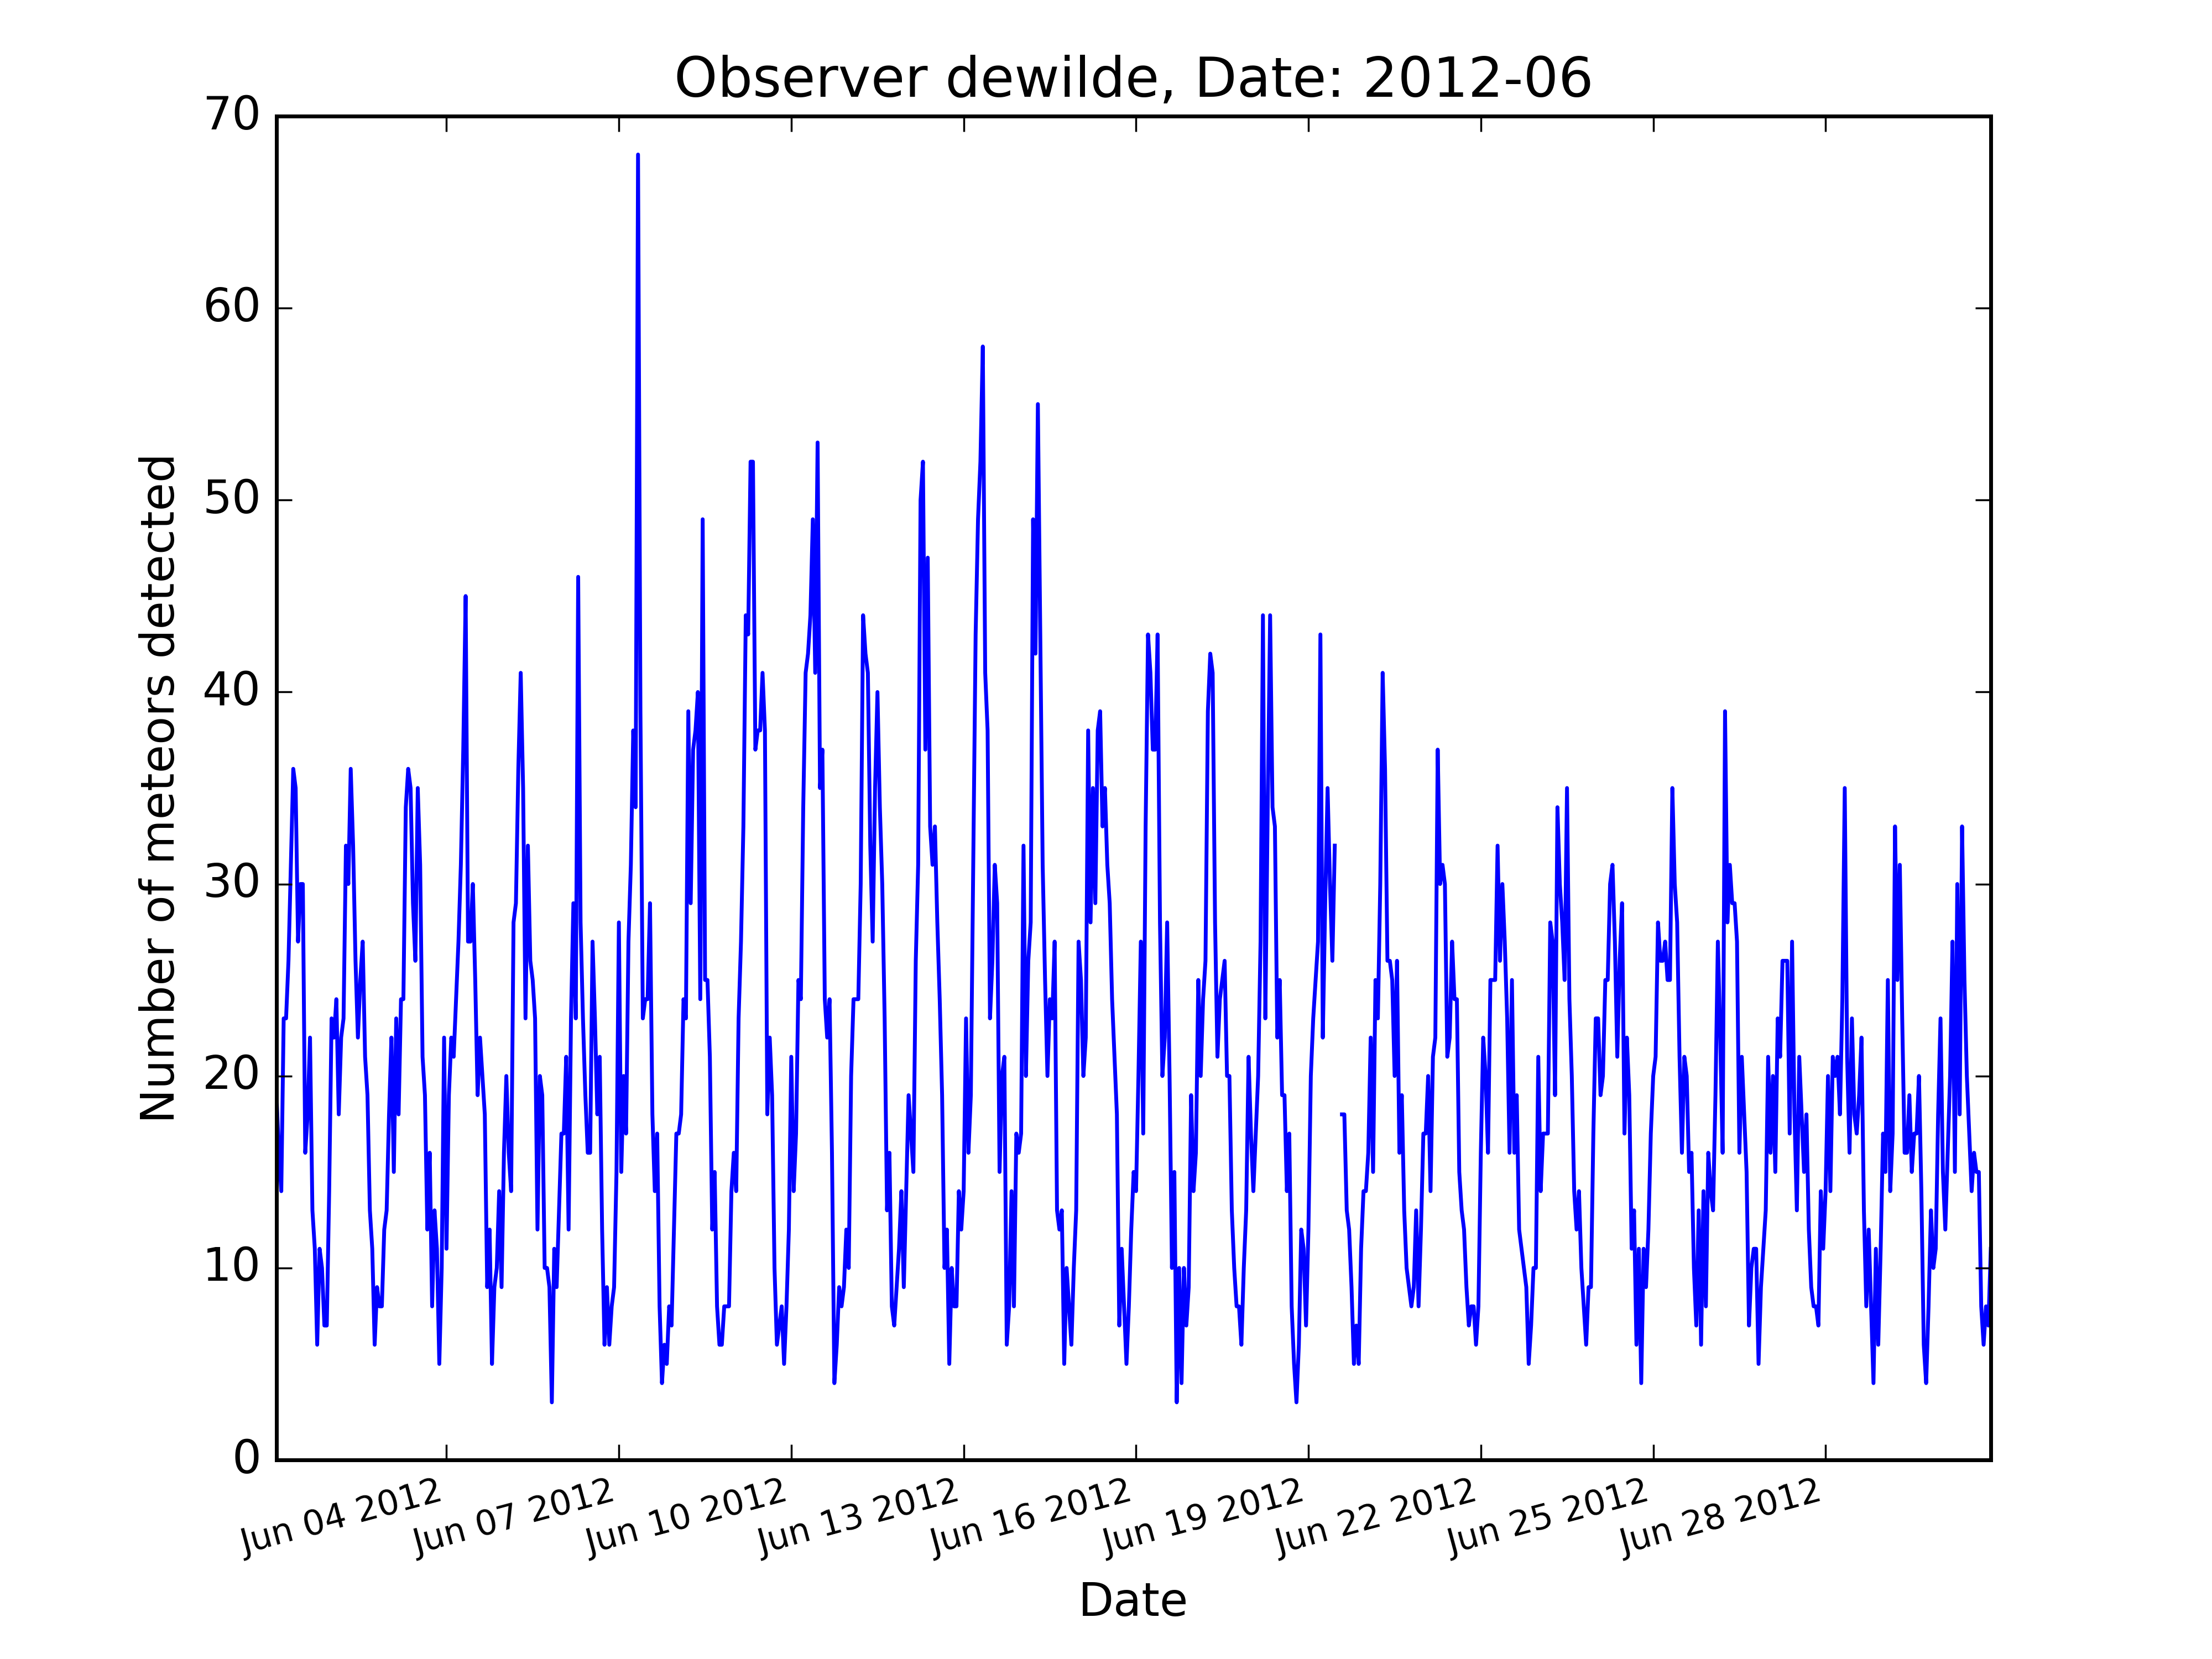 Observer dewilde, Date: 2012-06
70
60
50
40
30
20
10
0
Number of meteors detected
Jun 04 2012
Jun 07 2012
Jun 10 2012
Jun 13 2012
Jun 16 2012
Jun 19 2012
Jun 22 2012
Jun 25 2012
Jun 28 2012
Date